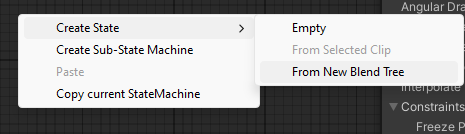 Create State
Create Sub-State Machine
Paste
Copy current StateMachine
Empty
From Selected Clip
From New Blend Tree
Angular Dra
Interpolate
Constraints
Freeze P